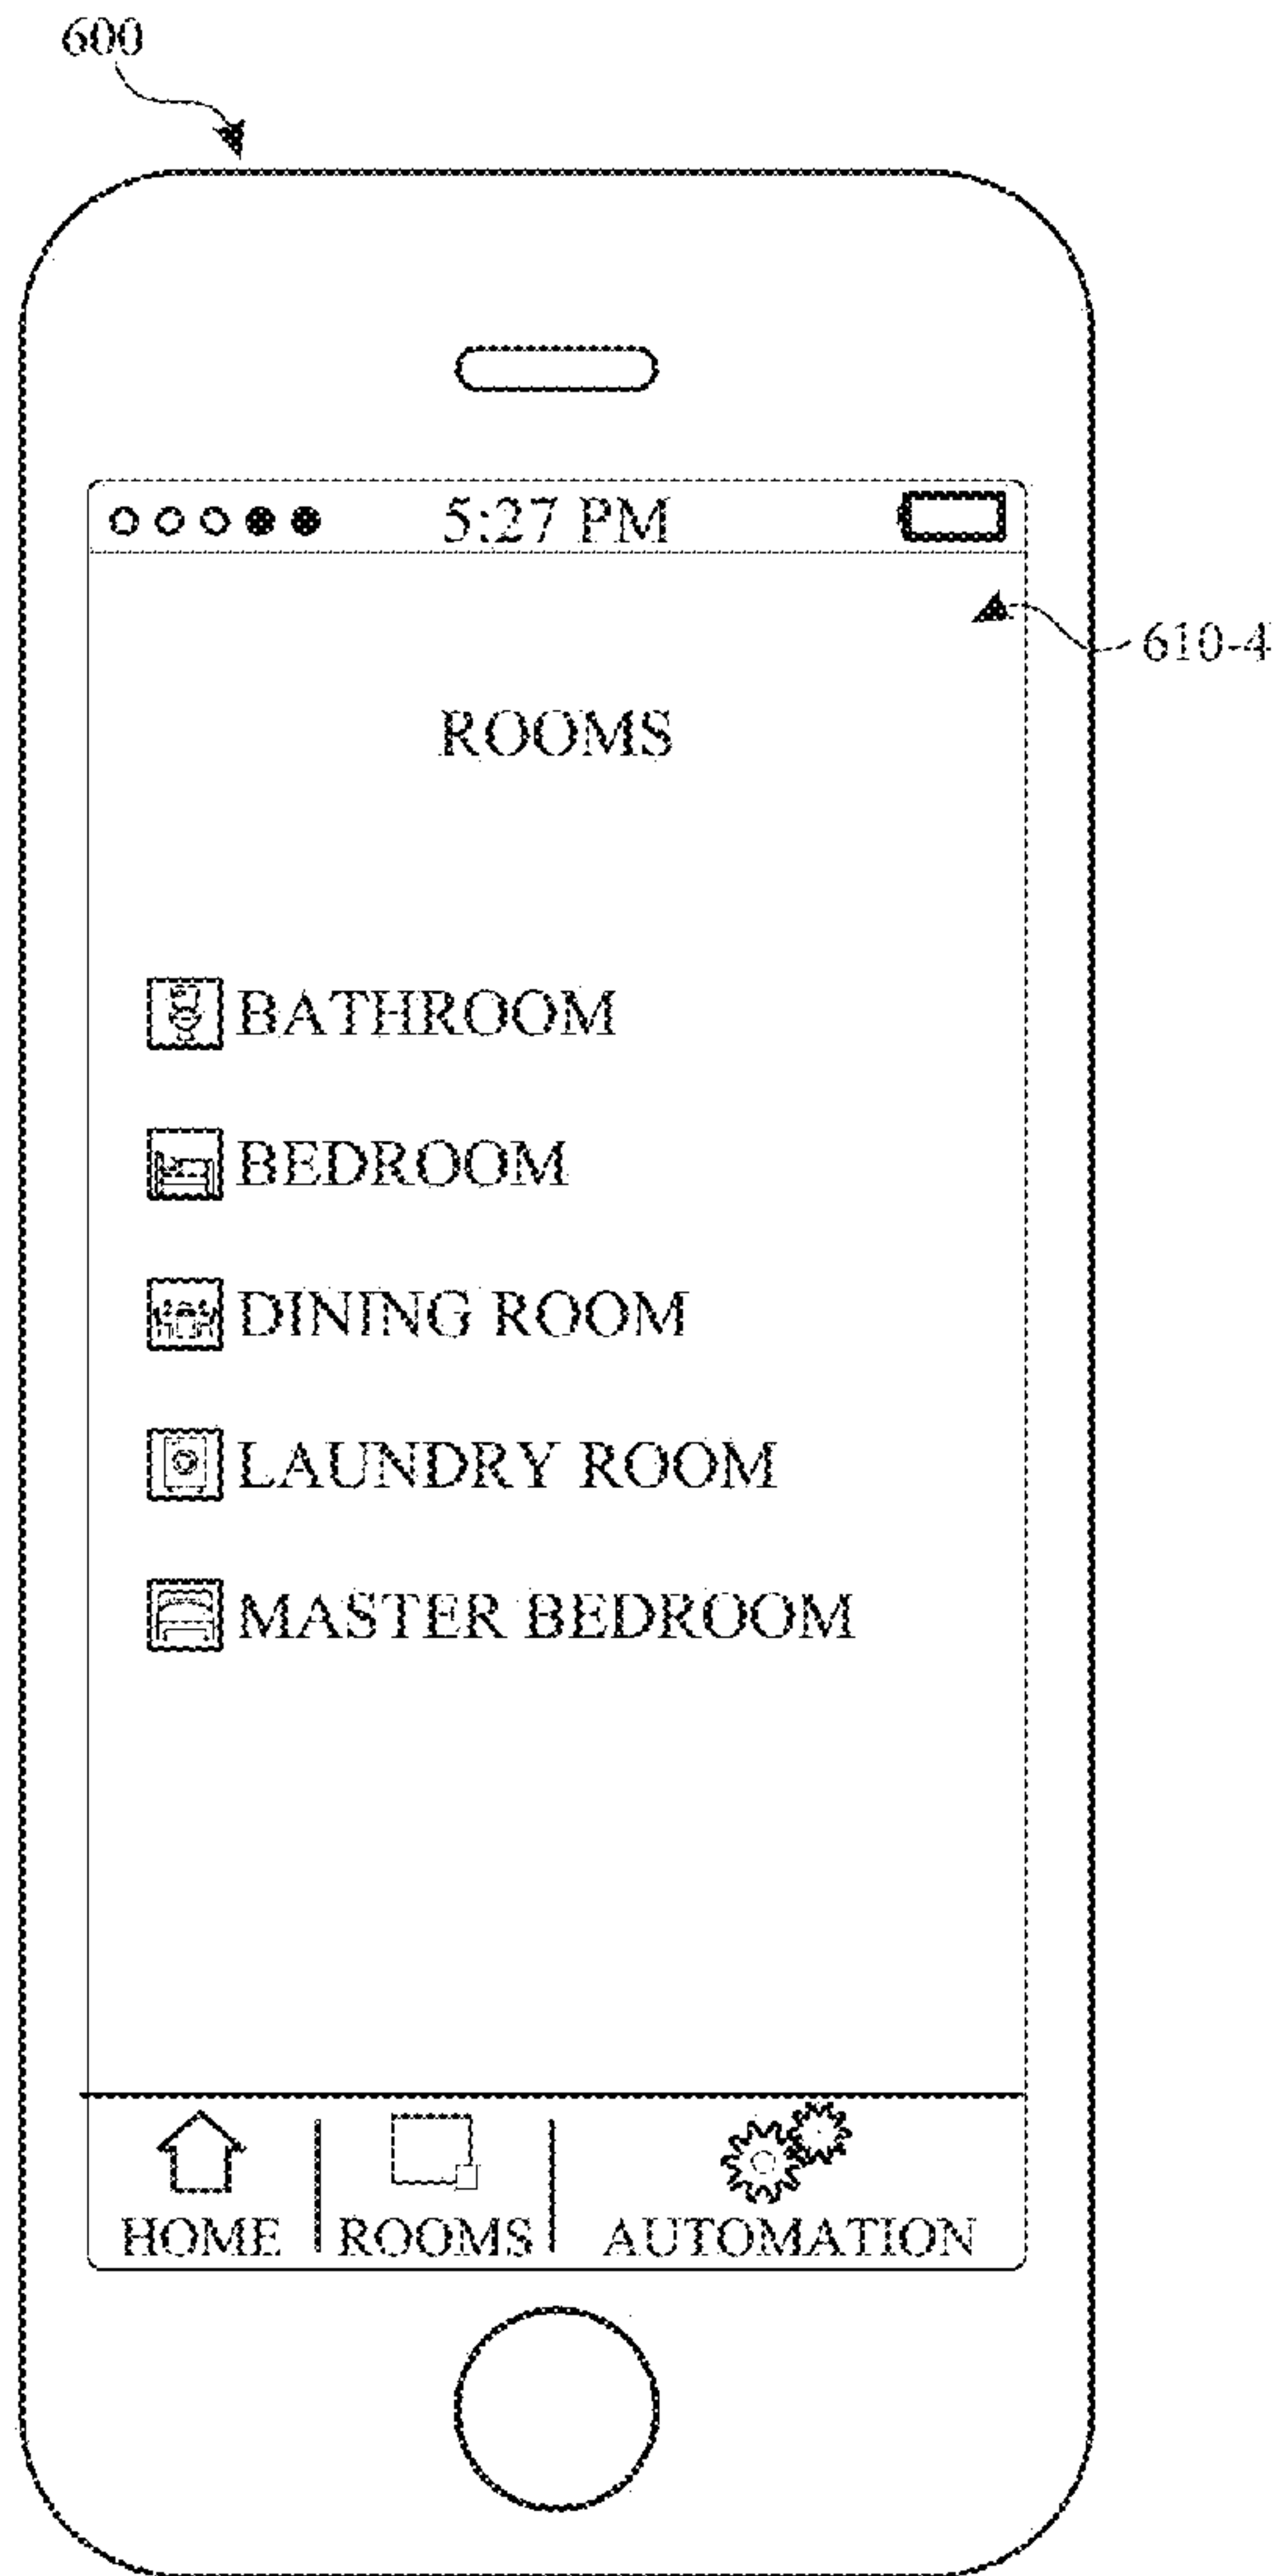 600
5:27 PM
610-4
ROOMS
BATHROOM
BEDROOM
DINING ROOM
LAUNDRY ROOM
MASTER BEDROOM
HOME ROOMS AUTOMATION